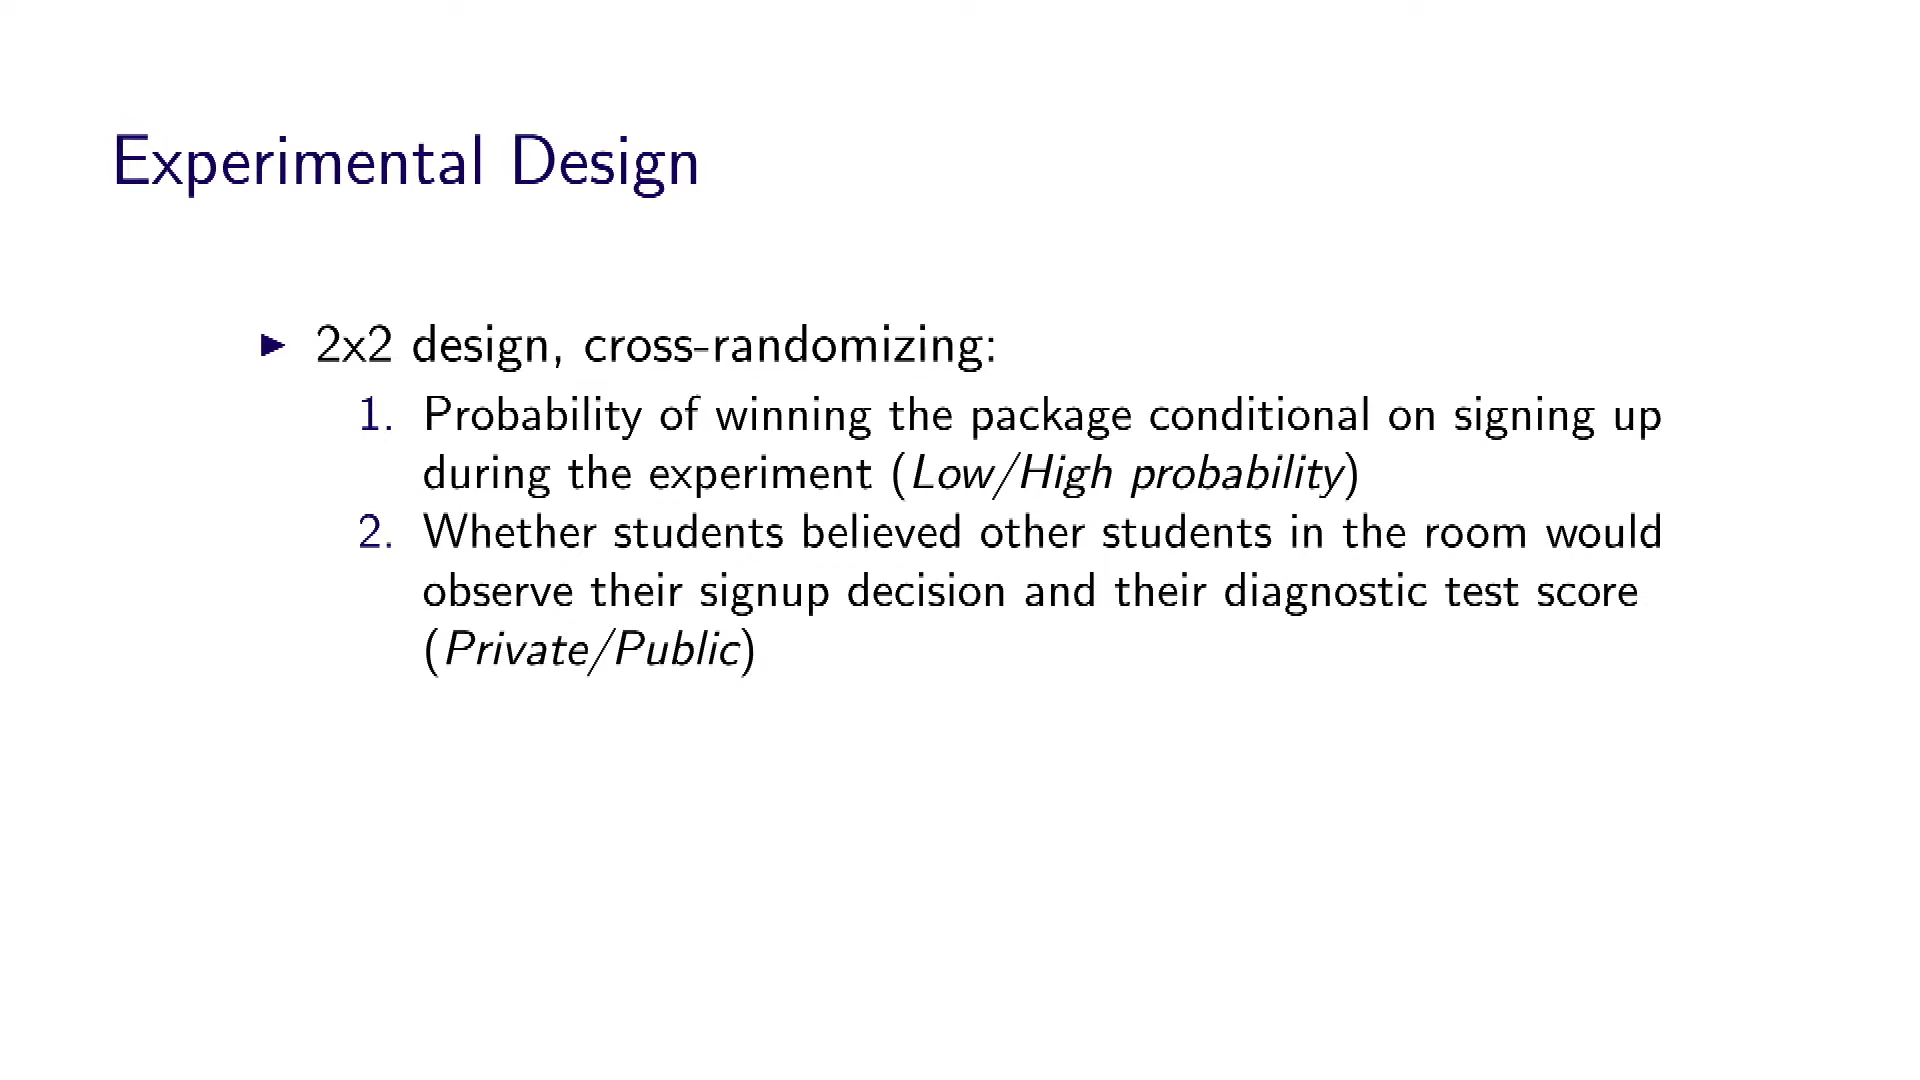 Experimental Design
▶ 2x2 design, cross-randomizing:
1. Probability of winning the package conditional on signing up
during the experiment (Low/High probability)
2. Whether students believed other students in the room would
observe their signup decision and their diagnostic test score
(Private/Public)